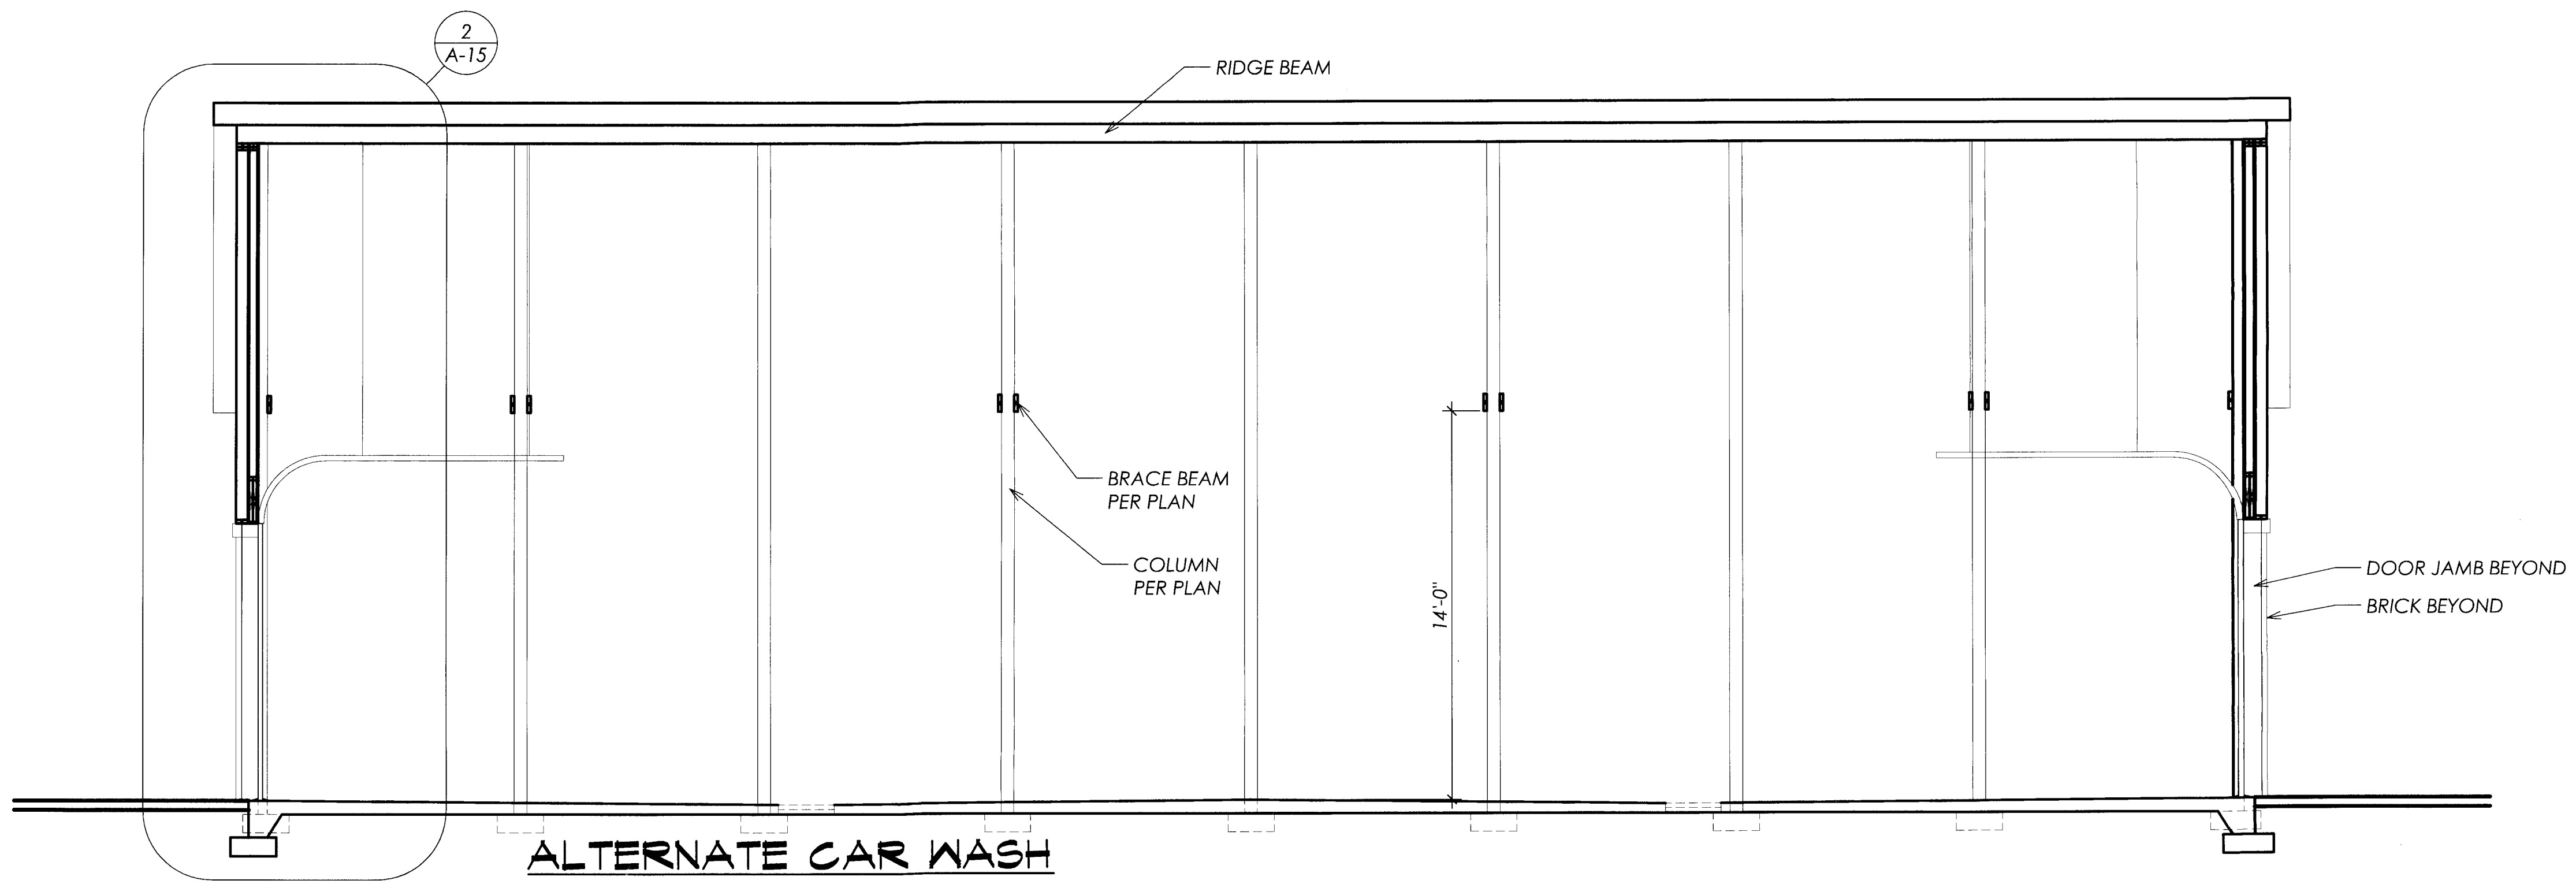 2
A-15
RIDGE BEAM
BRACE BEAM
PER PLAN
COLUMN
PER PLAN
14'-0"
DOOR JAMB BEYOND
BRICK BEYOND
ALTERNATE CAR WASH